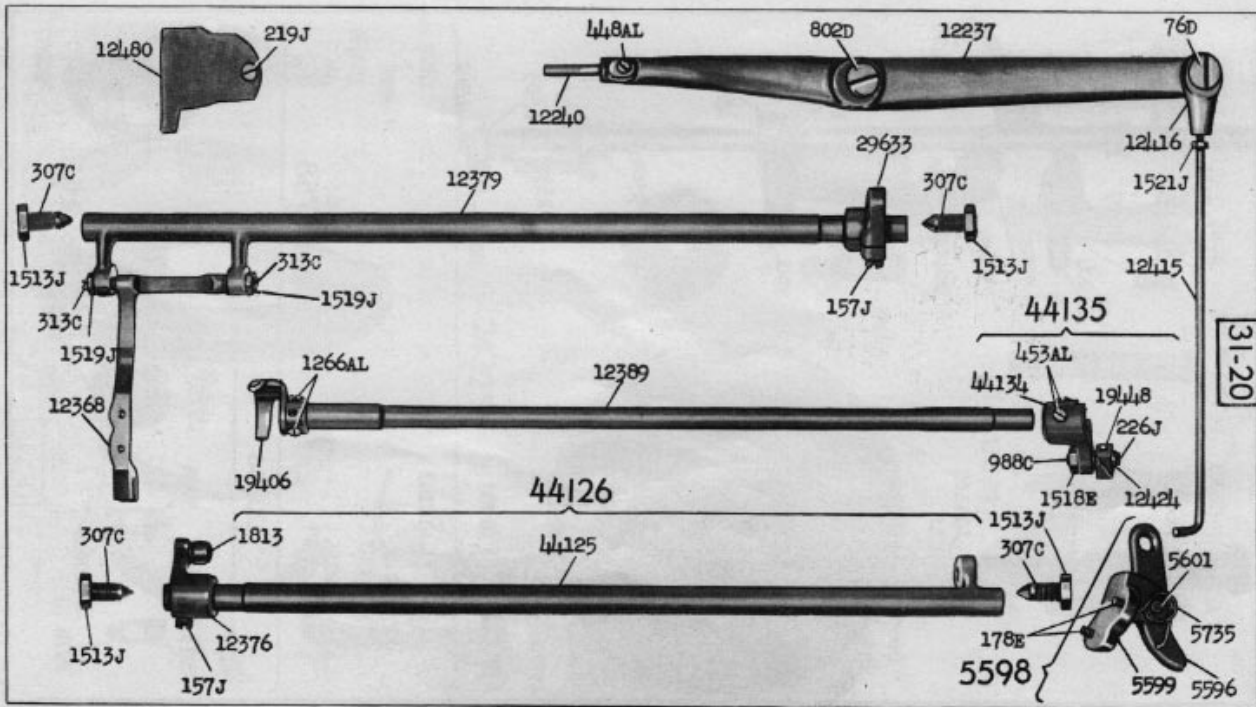 12480
219J
448AL
802D
12237
76D
12240
12416
1521J
29633
307C
12379
307C
1513J
313C
1519J
313C
1519J
157J
1513J
12415
44135
31-20
453AL
1266AL
12389
44134
19448
226J
12368
19406
988C
1518E
12424
44126
1513J
307C
1813
44125
307C
5601
1513J
12376
157J
178E
5735
5598
5599
5596